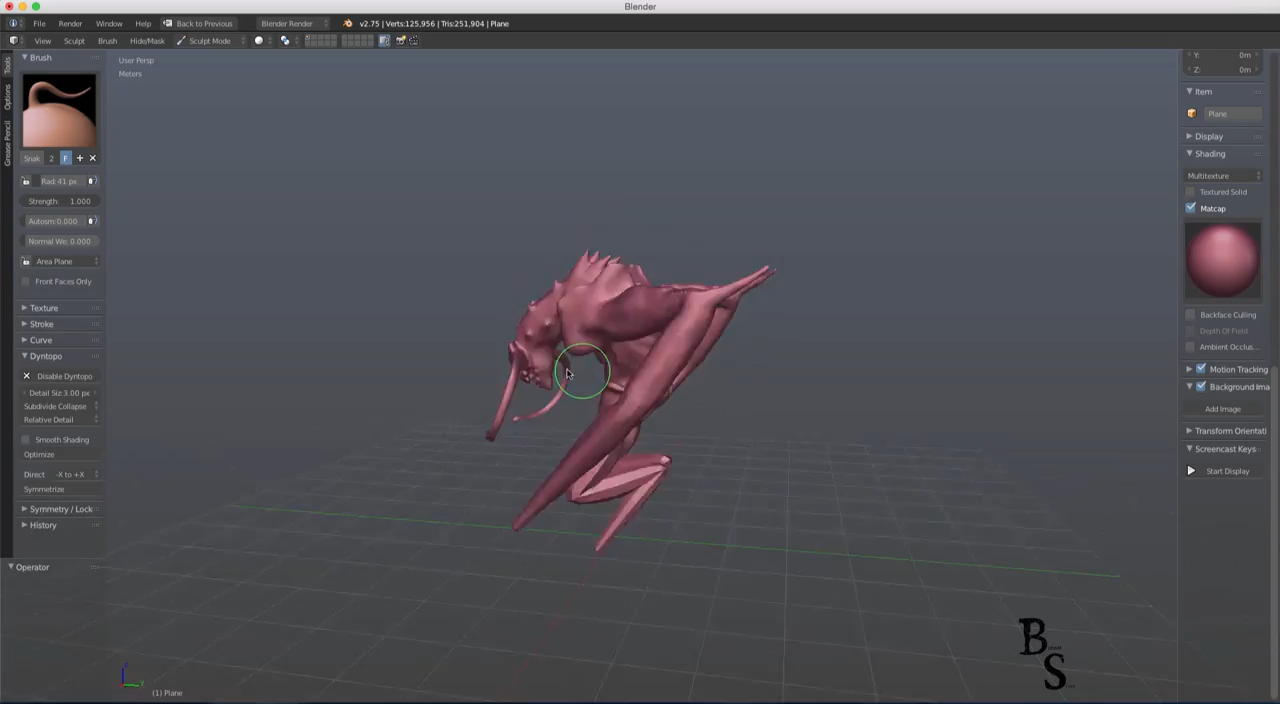 Blender
File Render Window Help Back to Previous Blender Render v2.75 | Verts:125,956 | Tris:251,904 | Plane
View Sculpt Brush Hide/Mask Sculpt Mode
Tools
Options
Grease Pencil
Brush
Snak 2 F
Rad: 41 px
Strength: 1.000
Autosm: 0.000
Normal We: 0.000
Area Plane
Front Faces Only
Texture
Stroke
Curve
Dyntopo
Disable Dyntopo
Detail Siz: 3.00 px
Subdivide Collapse
Relative Detail
Smooth Shading
Optimize
Direct -X to +X
Symmetrize
Symmetry / Lock
History
Operator
User Persp
Meters
(1) Plane
Y: 0m
Z: 0m
Item
Plane
Display
Shading
Multitexture
Textured Solid
Matcap
Backface Culling
Depth Of Field
Ambient Occlus...
Motion Tracking
Background Ima
Add Image
Transform Orientati
Screencast Keys
Start Display
B
S